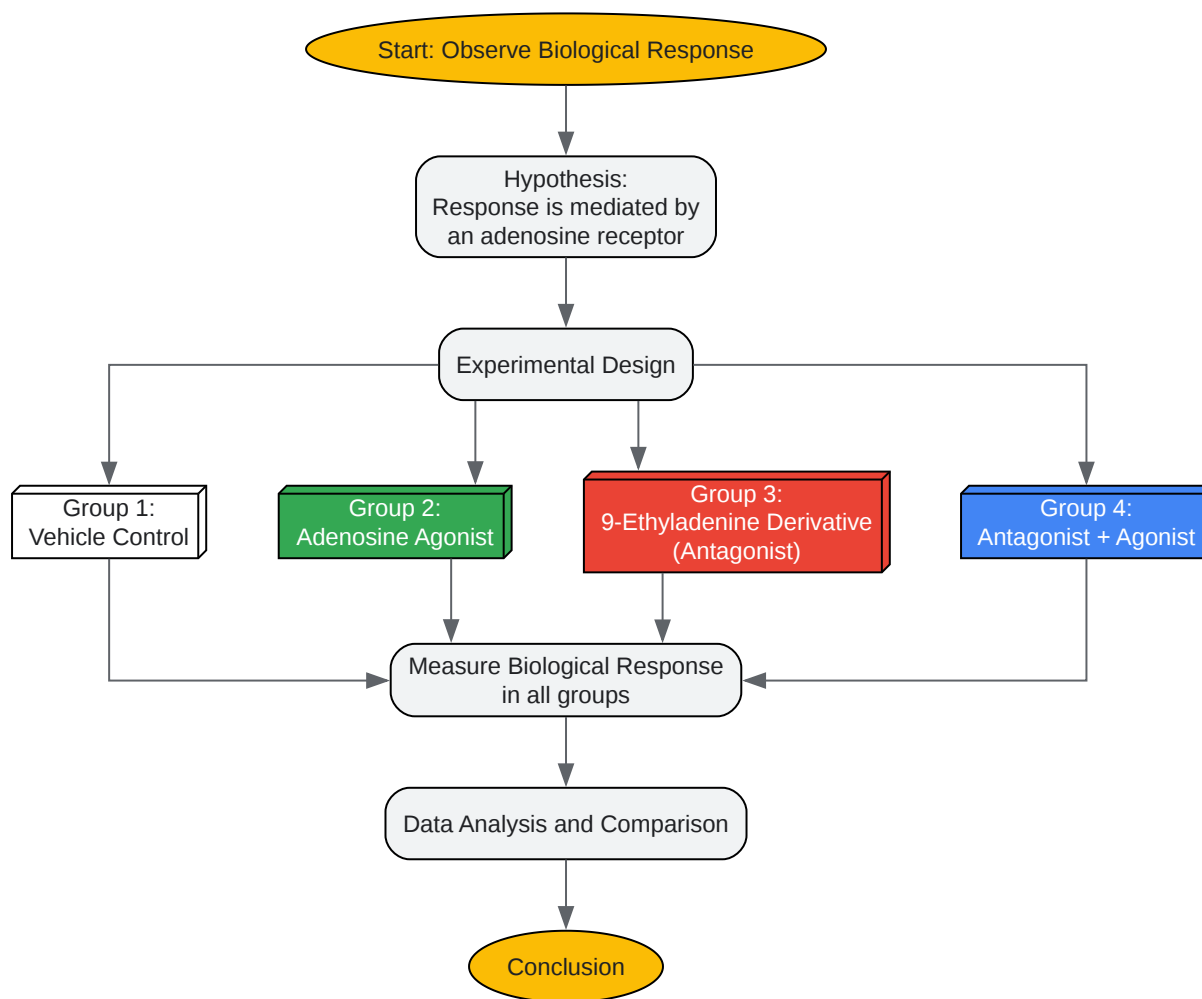 Start: Observe Biological Response
Hypothesis:
Response is mediated by
an adenosine receptor
Experimental Design
Group 1:
Vehicle Control
Group 2:
Adenosine Agonist
Group 3:
9-Ethyladenine Derivative
(Antagonist)
Group 4:
Antagonist + Agonist
Measure Biological Response
in all groups
Data Analysis and Comparison
Conclusion